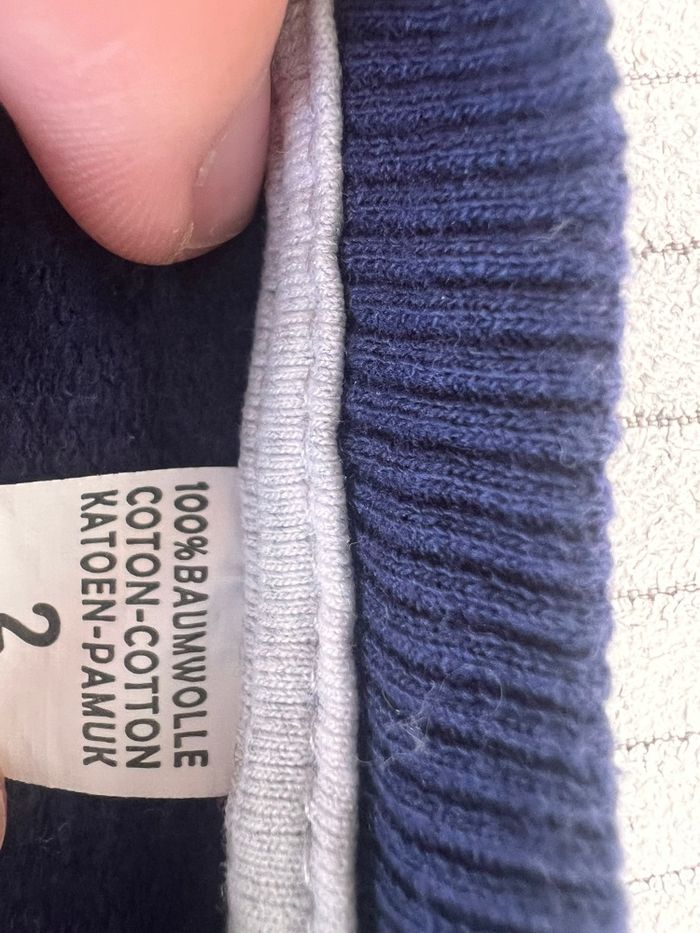 100%BAUMWOLLE
COTON-COTTON
KATOEN-PAMUK
2